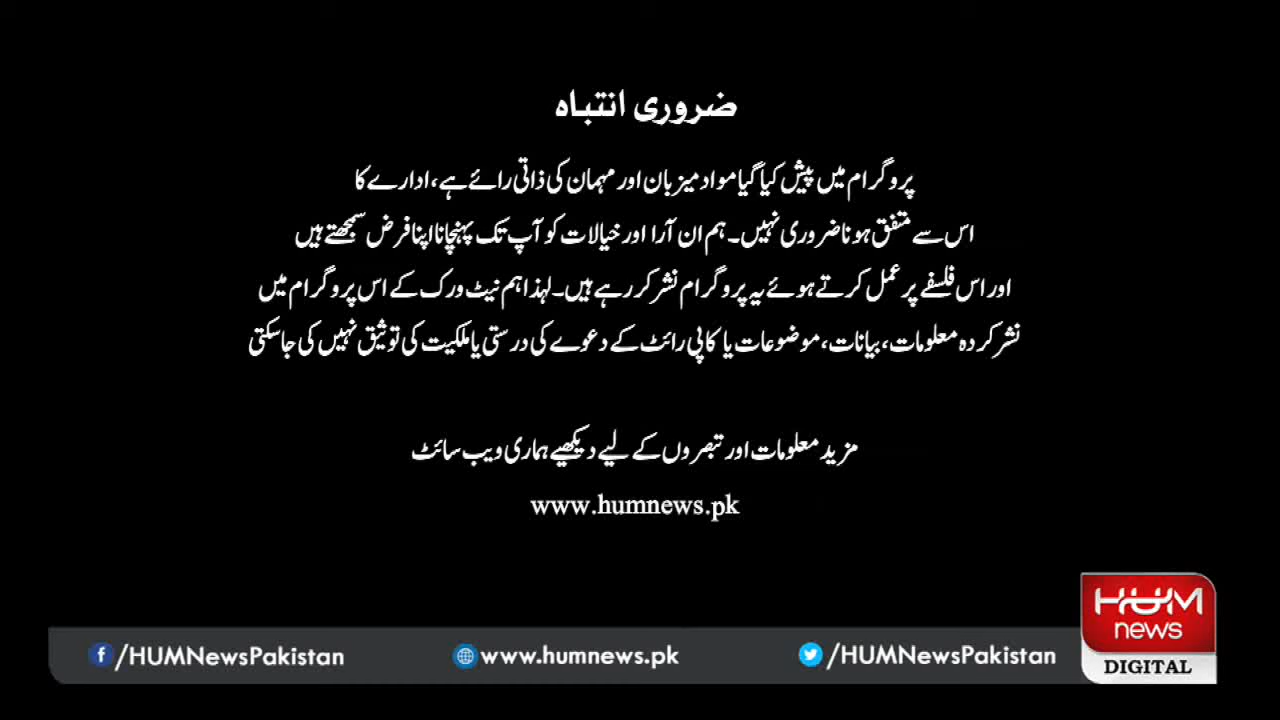 ضروری انتباہ
پروگرام میں پیش کیا گیا مواد میزبان اور مہمان کی ذاتی رائے ہے، ادارے کا
اس سے متفق ہونا ضروری نہیں۔ ہم ان آرا اور خیالات کو آپ تک پہنچانا اپنا فرض سمجھتے ہیں
اور اس فلسفے پر عمل کرتے ہوئے یہ پروگرام نشر کر رہے ہیں۔ لہذا ہم نیٹ ورک کے اس پروگرام میں
نشر کردہ معلومات، بیانات، موضوعات یا کاپی رائٹ کے دعوے کی درستی یا ملکیت کی توثیق نہیں کی جاسکتی
مزید معلومات اور تبصروں کے لیے دیکھیے ہماری ویب سائٹ
www.humnews.pk
HUM
news
DIGITAL
/HUMNewsPakistan www.humnews.pk /HUMNewsPakistan